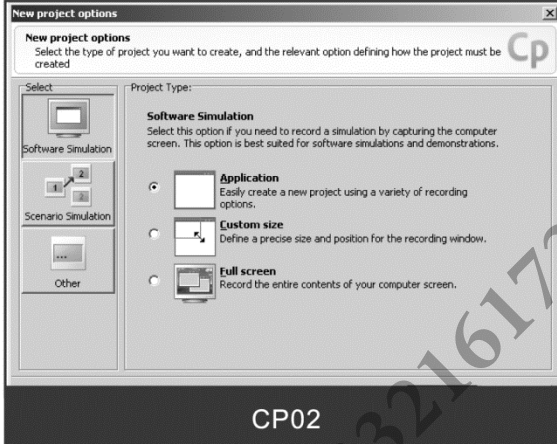 New project options
New project options
Select the type of project you want to create, and the relevant option defining how the project must be
created
Cp
Select
Software Simulation
1 2 3
Scenario Simulation
...
Other
Project Type:
Software Simulation
Select this option if you need to record a simulation by capturing the computer
screen. This option is best suited for software simulations and demonstrations.
Application
Easily create a new project using a variety of recording
options.
Custom size
Define a precise size and position for the recording window.
Full screen
Record the entire contents of your computer screen.
CP02
3216173